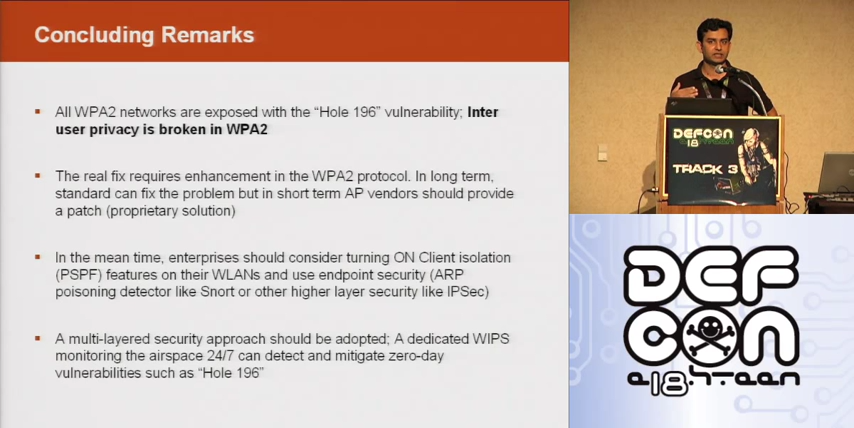 Concluding Remarks
All WPA2 networks are exposed with the “Hole 196” vulnerability; Inter
user privacy is broken in WPA2
The real fix requires enhancement in the WPA2 protocol. In long term,
standard can fix the problem but in short term AP vendors should provide
a patch (proprietary solution)
In the mean time, enterprises should consider turning ON Client isolation
(PSPF) features on their WLANs and use endpoint security (ARP
poisoning detector like Snort or other higher layer security like IPSec)
A multi-layered security approach should be adopted; A dedicated WIPS
monitoring the airspace 24/7 can detect and mitigate zero-day
vulnerabilities such as “Hole 196”
DEFCON
18
TRACK 3
DEF
CON
e18hteen